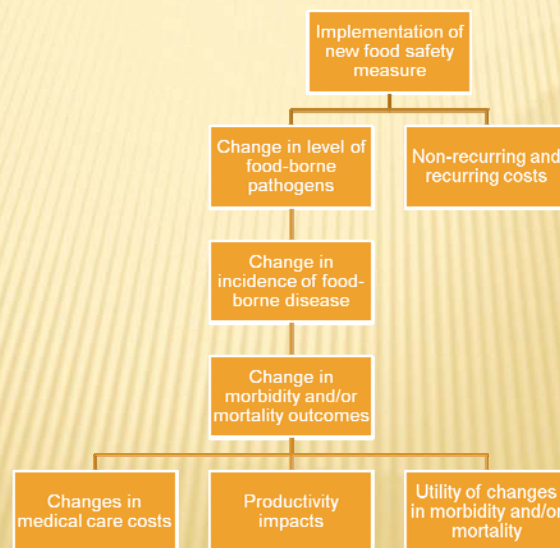 Implementation of
new food safety
measure
Change in level of
food-borne
pathogens
Non-recurring and
recurring costs
Change in
incidence of food-
borne disease
Change in
morbidity and/or
mortality outcomes
Changes in
medical care costs
Productivity
impacts
Utility of changes
in morbidity and/or
mortality